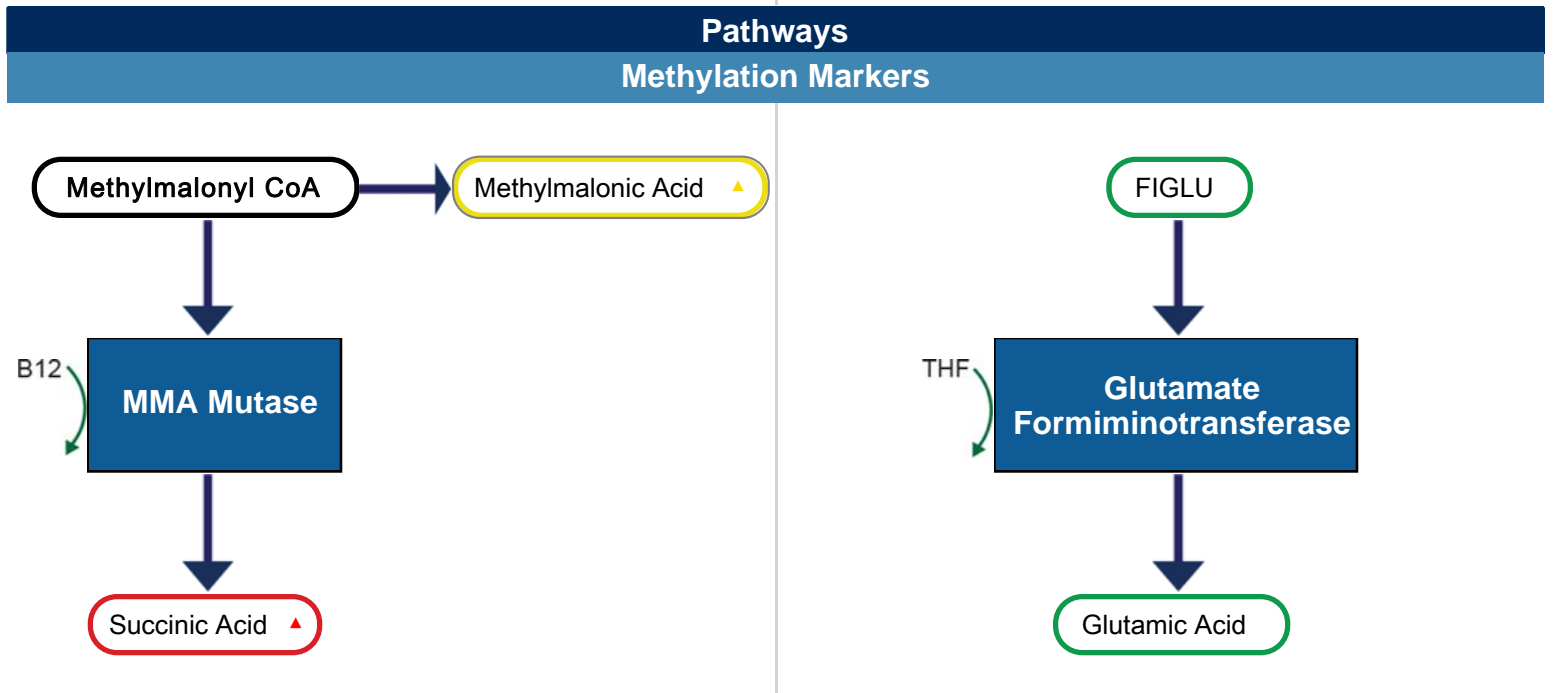 Pathways
Methylation Markers
Methylmalonyl CoA
Methylmalonic Acid
B12
MMA Mutase
Succinic Acid
FIGLU
THF
Glutamate
Formiminotransferase
Glutamic Acid